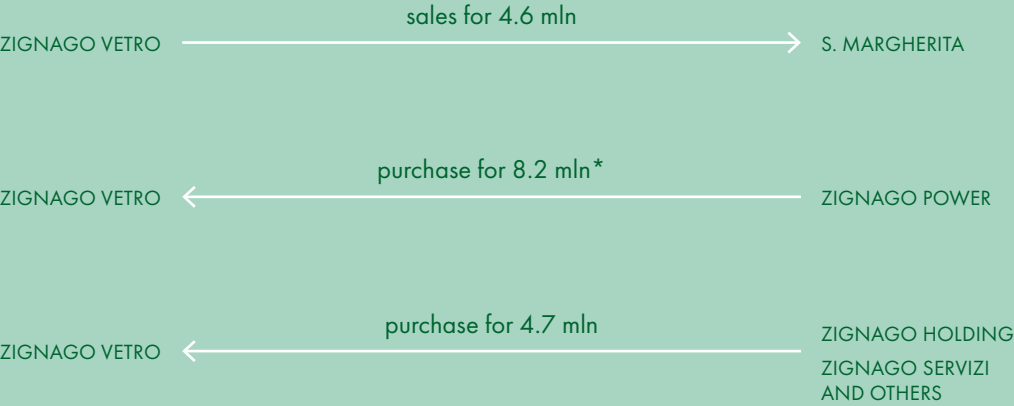 sales for 4.6 mln
ZIGNAGO VETRO
S. MARGHERITA
purchase for 8.2 mln*
ZIGNAGO VETRO
ZIGNAGO POWER
purchase for 4.7 mln
ZIGNAGO VETRO
ZIGNAGO HOLDING
ZIGNAGO SERVIZI
AND OTHERS